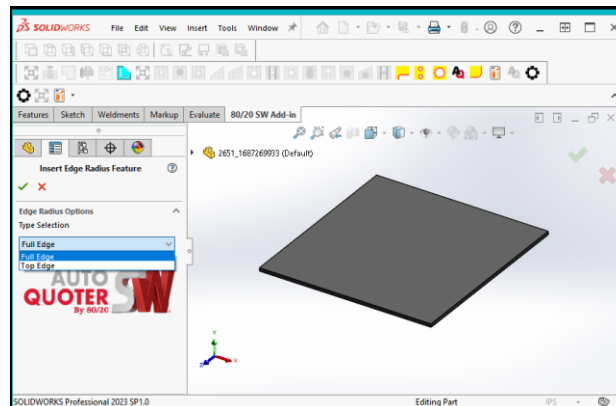 SOLIDWORKS File Edit View Insert Tools Window
Features Sketch Weldments Markup Evaluate 80/20 SW Add-in
Insert Edge Radius Feature
2651_1687269933 (Default)
Edge Radius Options
Type Selection
Full Edge
Full Edge
Top Edge
AUTO
QUOTER SW
By 80/20
Y
X
Z
SOLIDWORKS Professional 2023 SP1.0 Editing Part IPS